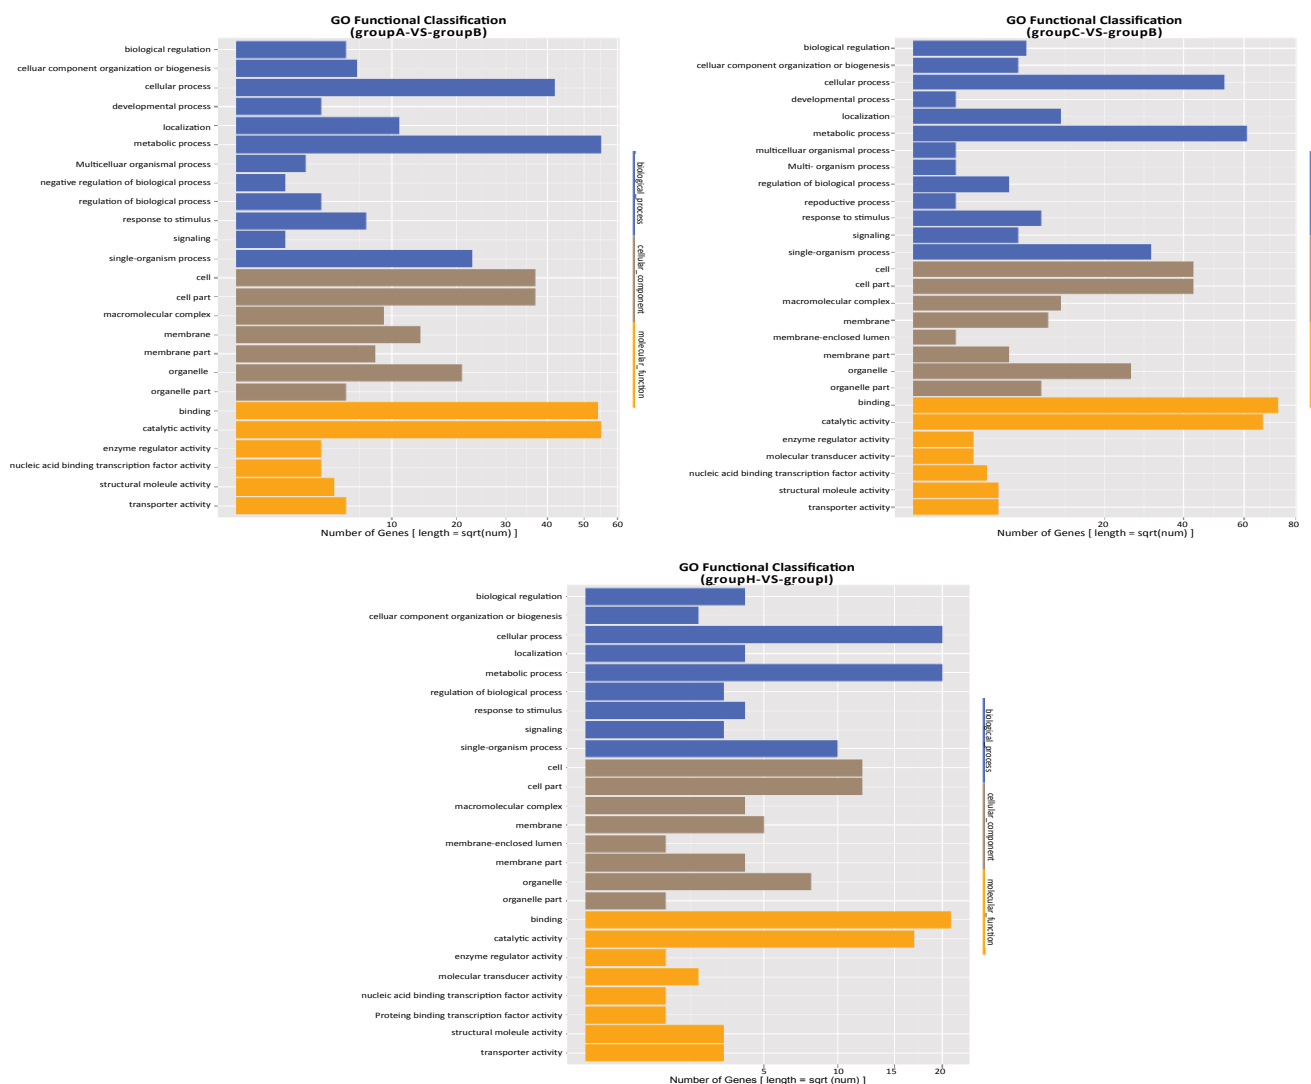 GO Functional Classification
(groupA-VS-groupB)
biological regulation
celluar component organization or biogenesis
cellular process
developmental process
localization
metabolic process
Multicelluar organismal process
negative regulation of biological process
regulation of biological process
response to stimulus
signaling
single-organism process
cell
cell part
macromolecular complex
membrane
membrane part
organelle
organelle part
binding
catalytic activity
enzyme regulator activity
nucleic acid binding transcription factor activity
structural moleule activity
transporter activity
10 20 30 40 50 60
Number of Genes [ length = sqrt(num) ]
biological_process
cellular_component
molecular_function
GO Functional Classification
(groupC-VS-groupB)
biological regulation
celluar component organization or biogenesis
cellular process
developmental process
localization
metabolic process
multicelluar organismal process
Multi- organism process
regulation of biological process
repoductive process
response to stimulus
signaling
single-organism process
cell
cell part
macromolecular complex
membrane
membrane-enclosed lumen
membrane part
organelle
organelle part
binding
catalytic activity
enzyme regulator activity
molecular transducer activity
nucleic acid binding transcription factor activity
structural moleule activity
transporter activity
20 40 60 80
Number of Genes [ length = sqrt(num) ]
GO Functional Classification
(groupH-VS-groupI)
biological regulation
celluar component organization or biogenesis
cellular process
localization
metabolic process
regulation of biological process
response to stimulus
signaling
single-organism process
cell
cell part
macromolecular complex
membrane
membrane-enclosed lumen
membrane part
organelle
organelle part
binding
catalytic activity
enzyme regulator activity
molecular transducer activity
nucleic acid binding transcription factor activity
Proteing binding transcription factor activity
structural moleule activity
transporter activity
5 10 15 20
Number of Genes [ length = sqrt (num) ]
biological_process
cellular_component
molecular_function